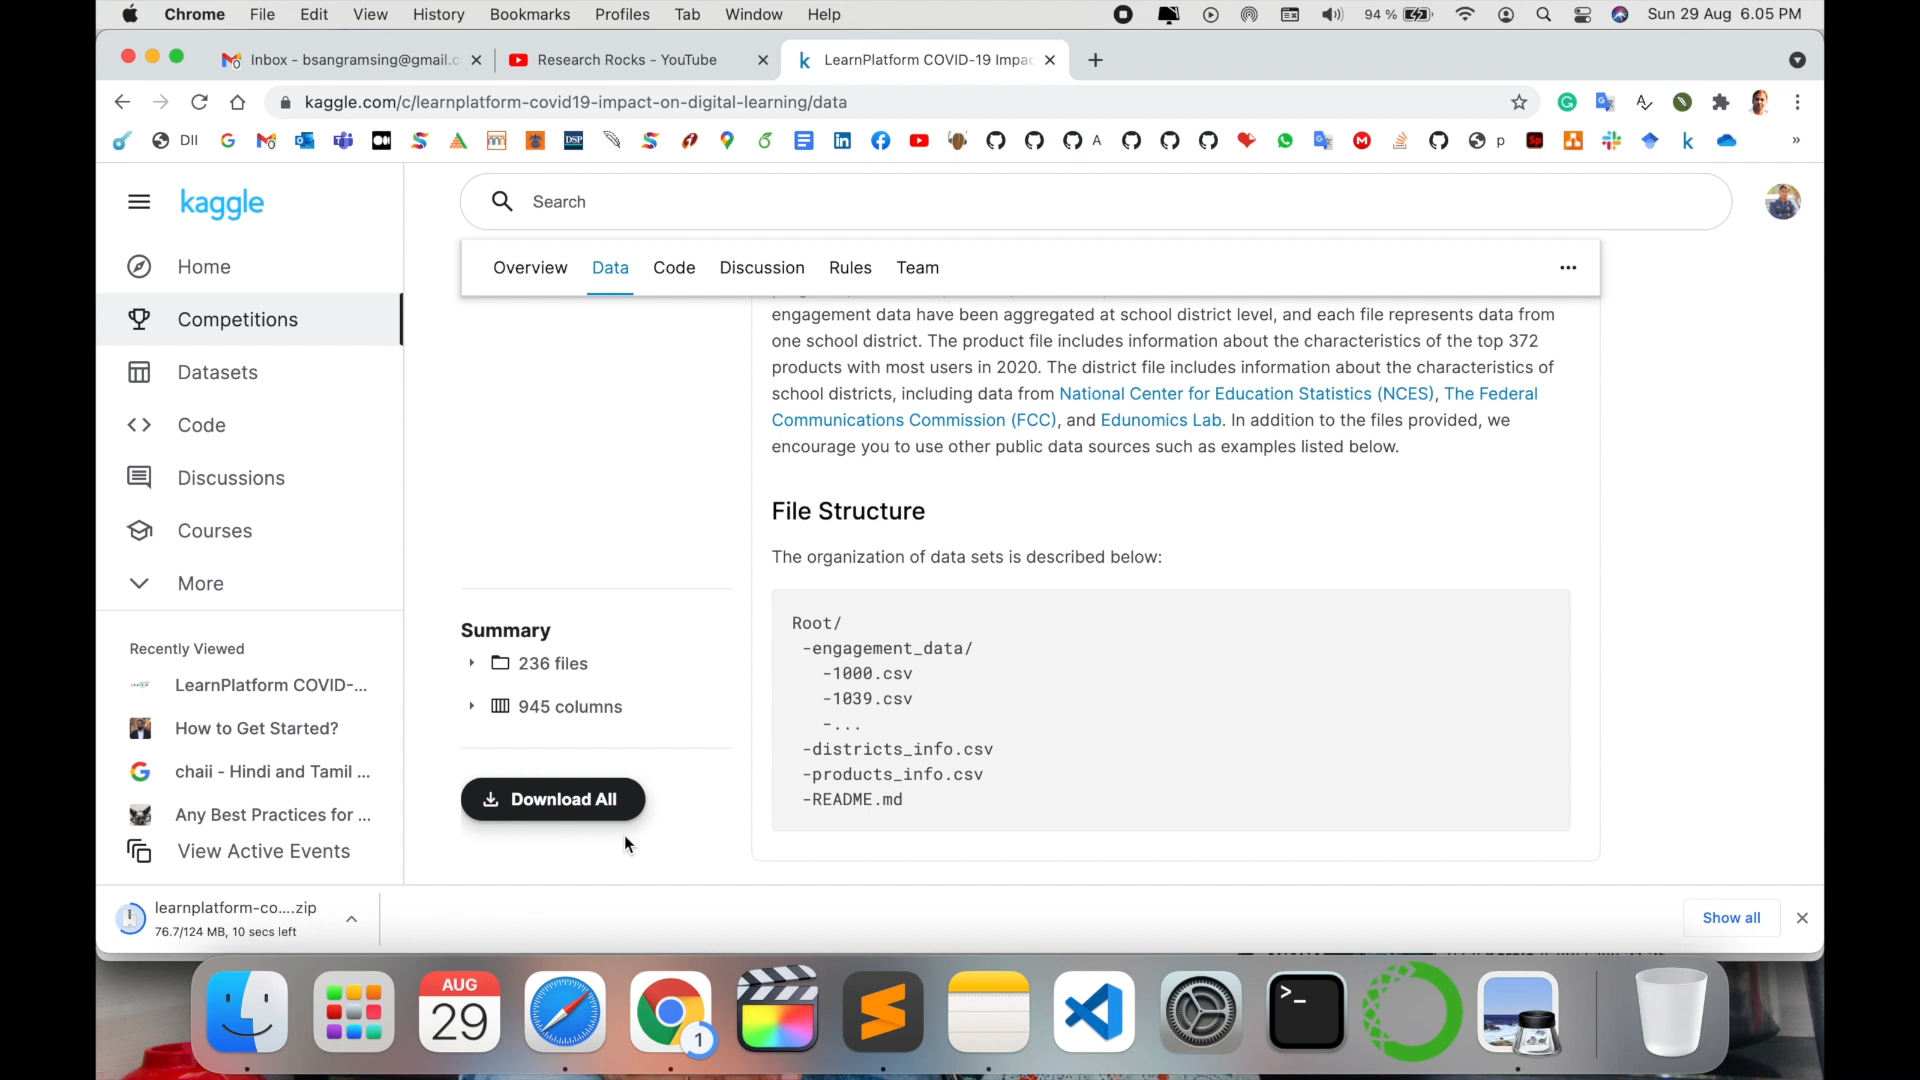 Chrome File Edit View History Bookmarks Profiles Tab Window Help 94 % Sun 29 Aug 6.05 PM
Inbox - bsangramsing@gmail.c Research Rocks - YouTube LearnPlatform COVID-19 Impac
kaggle.com/c/learnplatform-covid19-impact-on-digital-learning/data
DII DSP A p Sp »
kaggle
Search
Overview Data Code Discussion Rules Team
Home
Competitions
Datasets
Code
Discussions
Courses
More
Recently Viewed
LearnPlatform COVID-...
How to Get Started?
chaii - Hindi and Tamil ...
Any Best Practices for ...
View Active Events
engagement data have been aggregated at school district level, and each file represents data from
one school district. The product file includes information about the characteristics of the top 372
products with most users in 2020. The district file includes information about the characteristics of
school districts, including data from National Center for Education Statistics (NCES), The Federal
Communications Commission (FCC), and Edunomics Lab. In addition to the files provided, we
encourage you to use other public data sources such as examples listed below.
File Structure
The organization of data sets is described below:
Root/
-engagement_data/
-1000.csv
-1039.csv
-...
-districts_info.csv
-products_info.csv
-README.md
Summary
236 files
945 columns
Download All
learnplatform-co....zip
76.7/124 MB, 10 secs left
Show all
AUG
29
1
>_